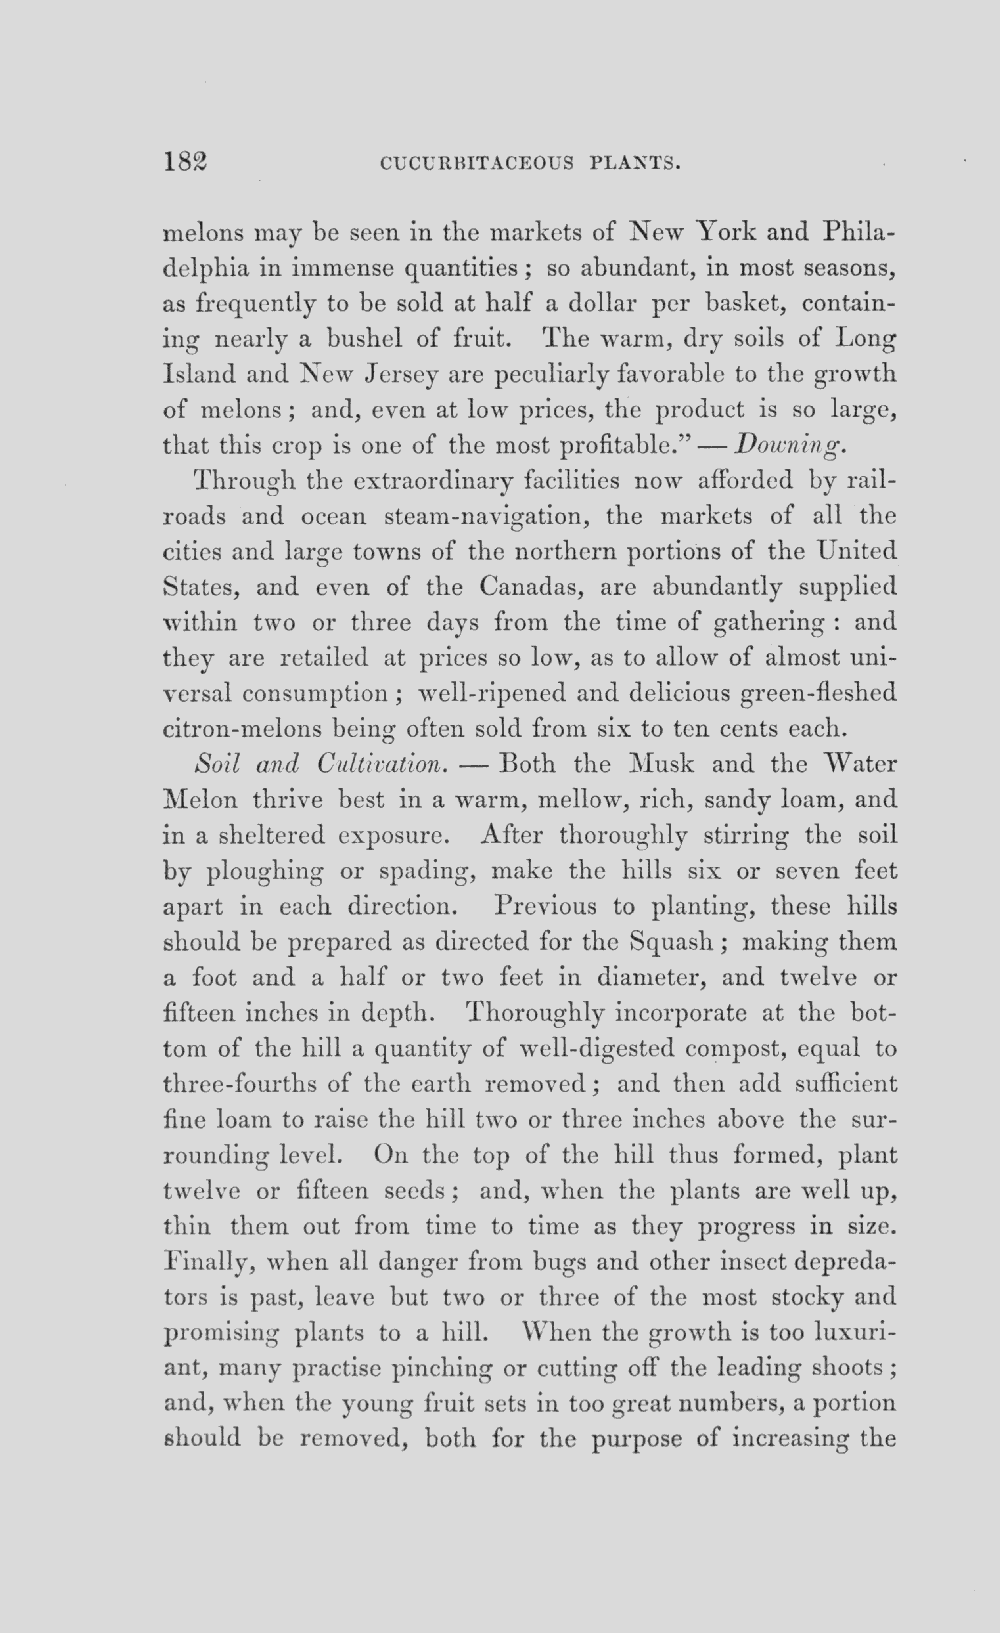 182 CUCURBITACEOUS PLANTS.
melons may be seen in the markets of New York and Phila-
delphia in immense quantities; so abundant, in most seasons,
as frequently to be sold at half a dollar per basket, contain-
ing nearly a bushel of fruit. The warm, dry soils of Long
Island and New Jersey are peculiarly favorable to the growth
of melons; and, even at low prices, the product is so large,
that this crop is one of the most profitable.” — Downing.
Through the extraordinary facilities now afforded by rail-
roads and ocean steam-navigation, the markets of all the
cities and large towns of the northern portions of the United
States, and even of the Canadas, are abundantly supplied
within two or three days from the time of gathering: and
they are retailed at prices so low, as to allow of almost uni-
versal consumption; well-ripened and delicious green-fleshed
citron-melons being often sold from six to ten cents each.
Soil and Cultivation. — Both the Musk and the Water
Melon thrive best in a warm, mellow, rich, sandy loam, and
in a sheltered exposure. After thoroughly stirring the soil
by ploughing or spading, make the hills six or seven feet
apart in each direction. Previous to planting, these hills
should be prepared as directed for the Squash; making them
a foot and a half or two feet in diameter, and twelve or
fifteen inches in depth. Thoroughly incorporate at the bot-
tom of the hill a quantity of well-digested compost, equal to
three-fourths of the earth removed; and then add sufficient
fine loam to raise the hill two or three inches above the sur-
rounding level. On the top of the hill thus formed, plant
twelve or fifteen seeds; and, when the plants are well up,
thin them out from time to time as they progress in size.
Finally, when all danger from bugs and other insect depreda-
tors is past, leave but two or three of the most stocky and
promising plants to a hill. When the growth is too luxuri-
ant, many practise pinching or cutting off the leading shoots;
and, when the young fruit sets in too great numbers, a portion
should be removed, both for the purpose of increasing the